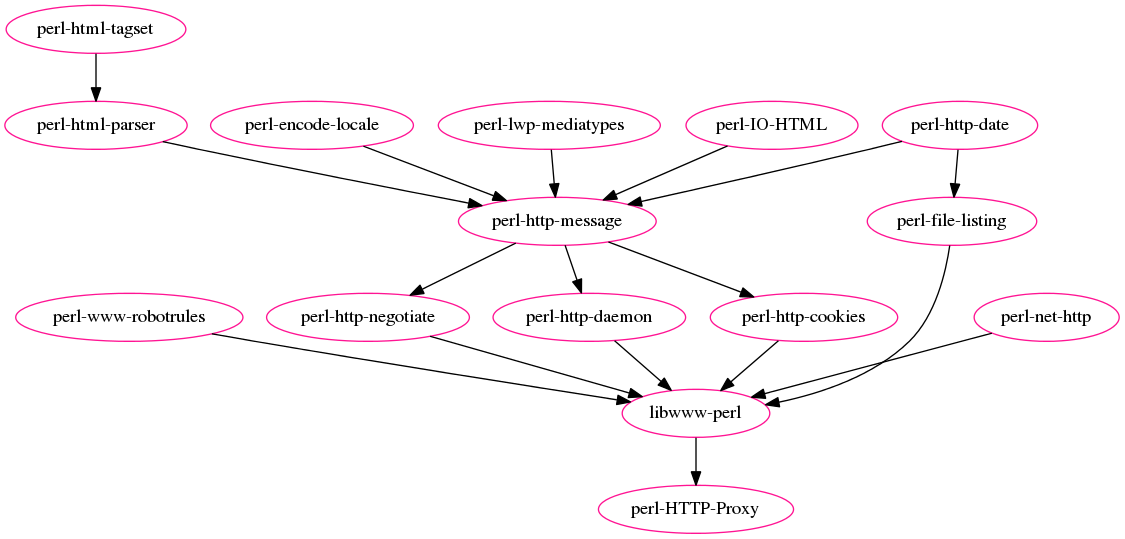 perl-html-tagset
perl-html-parser
perl-encode-locale
perl-lwp-mediatypes
perl-IO-HTML
perl-http-date
perl-http-message
perl-file-listing
perl-www-robotrules
perl-http-negotiate
perl-http-daemon
perl-http-cookies
perl-net-http
libwww-perl
perl-HTTP-Proxy